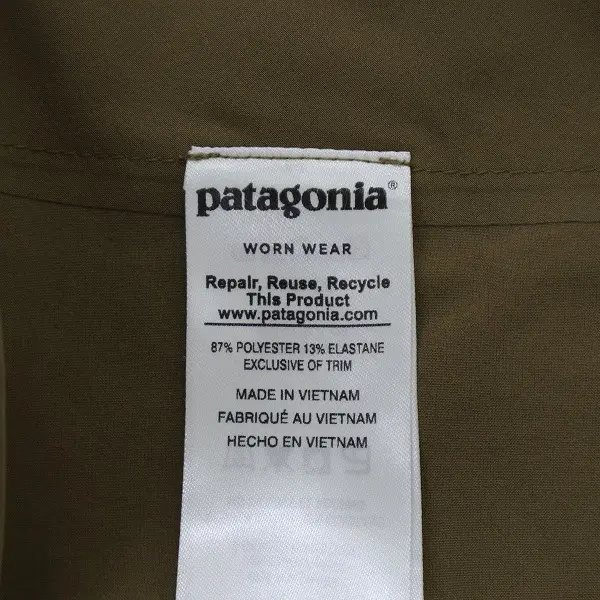 patagonia®
WORN WEAR
Repair, Reuse, Recycle
This Product
www.patagonia.com
87% POLYESTER 13% ELASTANE
EXCLUSIVE OF TRIM
MADE IN VIETNAM
FABRIQUÉ AU VIETNAM
HECHO EN VIETNAM